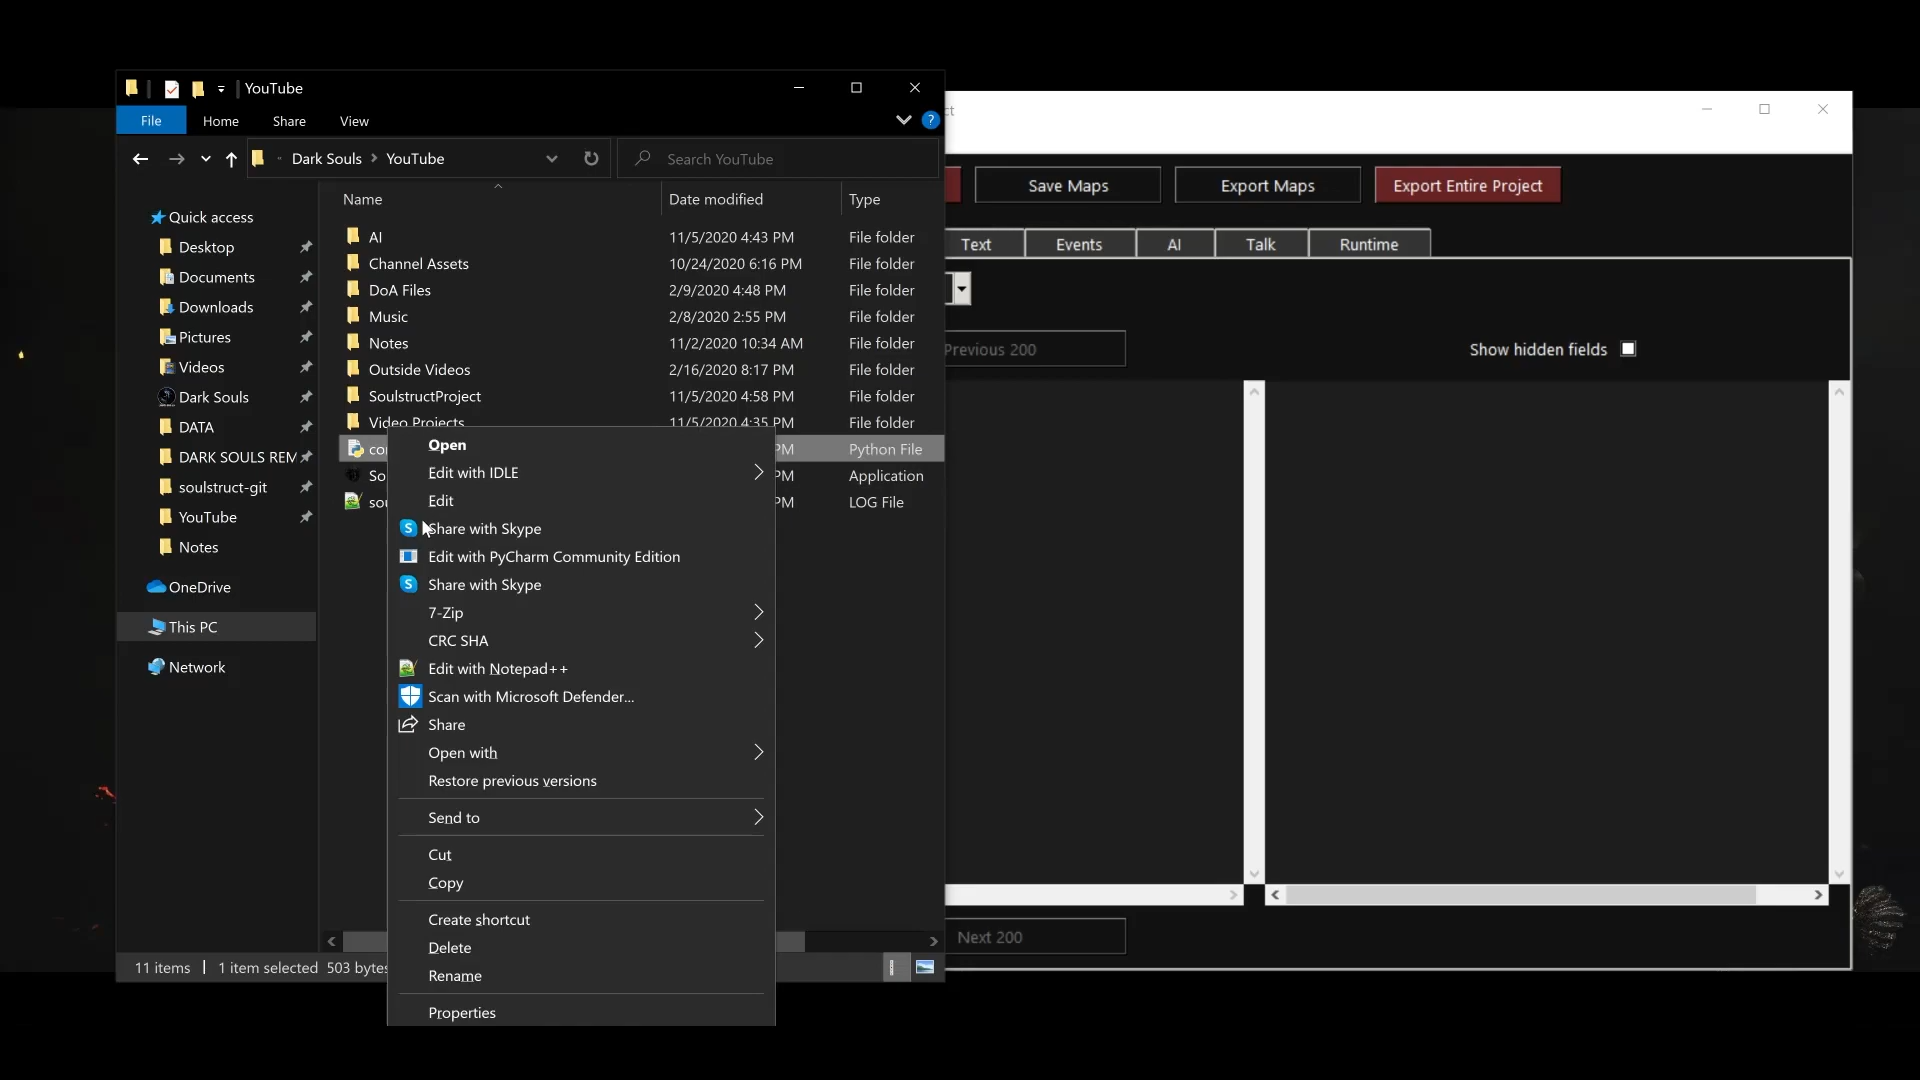 YouTube
File Home Share View
Dark Souls YouTube
Search YouTube
Name Date modified Type
Quick access
Desktop
Documents
Downloads
Pictures
Videos
Dark Souls
DATA
DARK SOULS REM
soulstruct-git
YouTube
Notes
OneDrive
This PC
Network
AI 11/5/2020 4:43 PM File folder
Channel Assets 10/24/2020 6:16 PM File folder
DoA Files 2/9/2020 4:48 PM File folder
Music 2/8/2020 2:55 PM File folder
Notes 11/2/2020 10:34 AM File folder
Outside Videos 2/16/2020 8:17 PM File folder
SoulstructProject 11/5/2020 4:58 PM File folder
Video Projects 11/5/2020 4:35 PM File folder
PM Python File
So PM Application
PM LOG File
Open
Edit with IDLE
Edit
Share with Skype
Edit with PyCharm Community Edition
Share with Skype
7-Zip
CRC SHA
Edit with Notepad++
Scan with Microsoft Defender...
Share
Open with
Restore previous versions
Send to
Cut
Copy
Create shortcut
Delete
Rename
Properties
11 items 1 item selected 503 bytes
Save Maps Export Maps Export Entire Project
Text Events AI Talk Runtime
Previous 200
Show hidden fields
Next 200